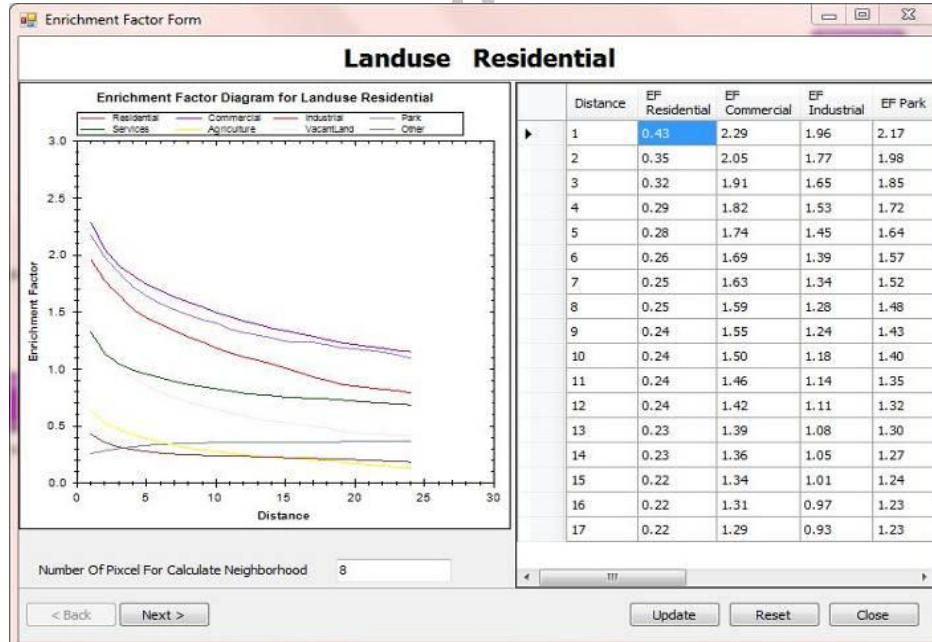 Enrichment Factor Form
Landuse Residential
Enrichment Factor Diagram for Landuse Residential
Residential Commercial Industrial Park
Services Agriculture VacantLand Other
Enrichment Factor
3.0
2.5
2.0
1.5
1.0
0.5
0.0
0 5 10 15 20 25 30
Distance
Distance EF Residential EF Commercial EF Industrial EF Park
1 0.43 2.29 1.96 2.17
2 0.35 2.05 1.77 1.98
3 0.32 1.91 1.65 1.85
4 0.29 1.82 1.53 1.72
5 0.28 1.74 1.45 1.64
6 0.26 1.69 1.39 1.57
7 0.25 1.63 1.34 1.52
8 0.25 1.59 1.28 1.48
9 0.24 1.55 1.24 1.43
10 0.24 1.50 1.18 1.40
11 0.24 1.46 1.14 1.35
12 0.24 1.42 1.11 1.32
13 0.23 1.39 1.08 1.30
14 0.23 1.36 1.05 1.27
15 0.22 1.34 1.01 1.24
16 0.22 1.31 0.97 1.23
17 0.22 1.29 0.93 1.23
Number Of Pixcel For Calculate Neighborhood 8
< Back Next > Update Reset Close